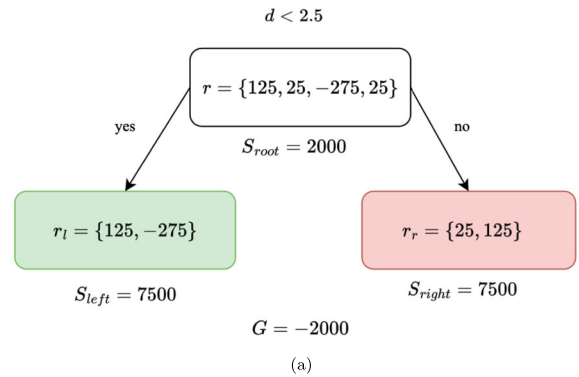 d < 2.5
r = {125, 25, −275, 25}
yes
no
S_root = 2000
r_l = {125, −275}
r_r = {25, 125}
S_left = 7500
S_right = 7500
G = −2000
(a)